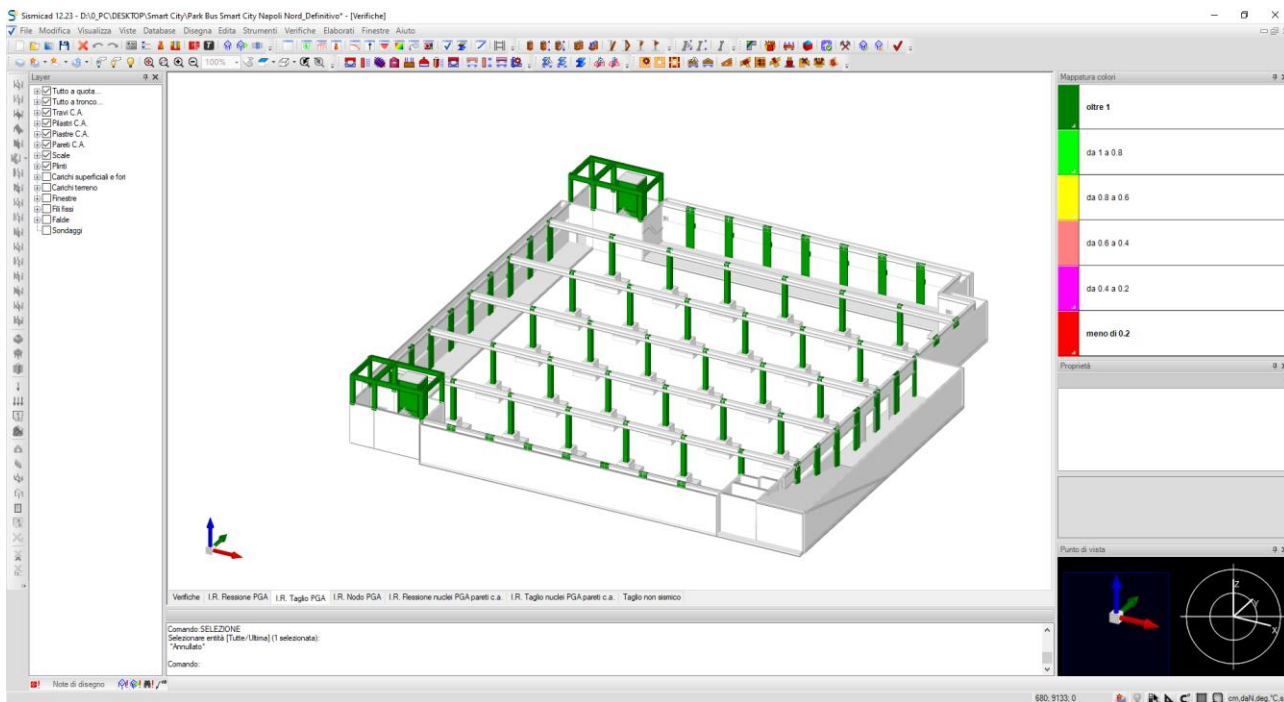 Sismicad 12.23 - D:\0_PC\DESKTOP\Smart City\Park Bus Smart City Napoli Nord_Definitivo* - [Verifiche]
File Modifica Visualizza Viste Database Disegna Edita Strumenti Verifiche Elaborati Finestre Aiuto
100%
Layer
Tutto a quota...
Tutto a tronco...
Travi C.A.
Pilastri C.A.
Piastre C.A.
Pareti C.A.
Scale
Plinti
Carichi superficiali e fori
Carichi terreno
Finestre
Fili fissi
Falde
Sondaggi
Mappatura colori
oltre 1
da 1 a 0.8
da 0.8 a 0.6
da 0.6 a 0.4
da 0.4 a 0.2
meno di 0.2
Proprietà
Punto di vista
Z
Y
X
Verifiche I.R. Flessione PGA I.R. Taglio PGA I.R. Nodo PGA I.R. Flessione nuclei PGA pareti c.a. I.R. Taglio nuclei PGA pareti c.a. Taglio non sismico
Comando:SELEZIONE
Selezionare entità [Tutte/Ultima] (1 selezionata):
*Annullato*
Comando:
Note di disegno
680; 9133; 0
cm,daN,deg,°C,s